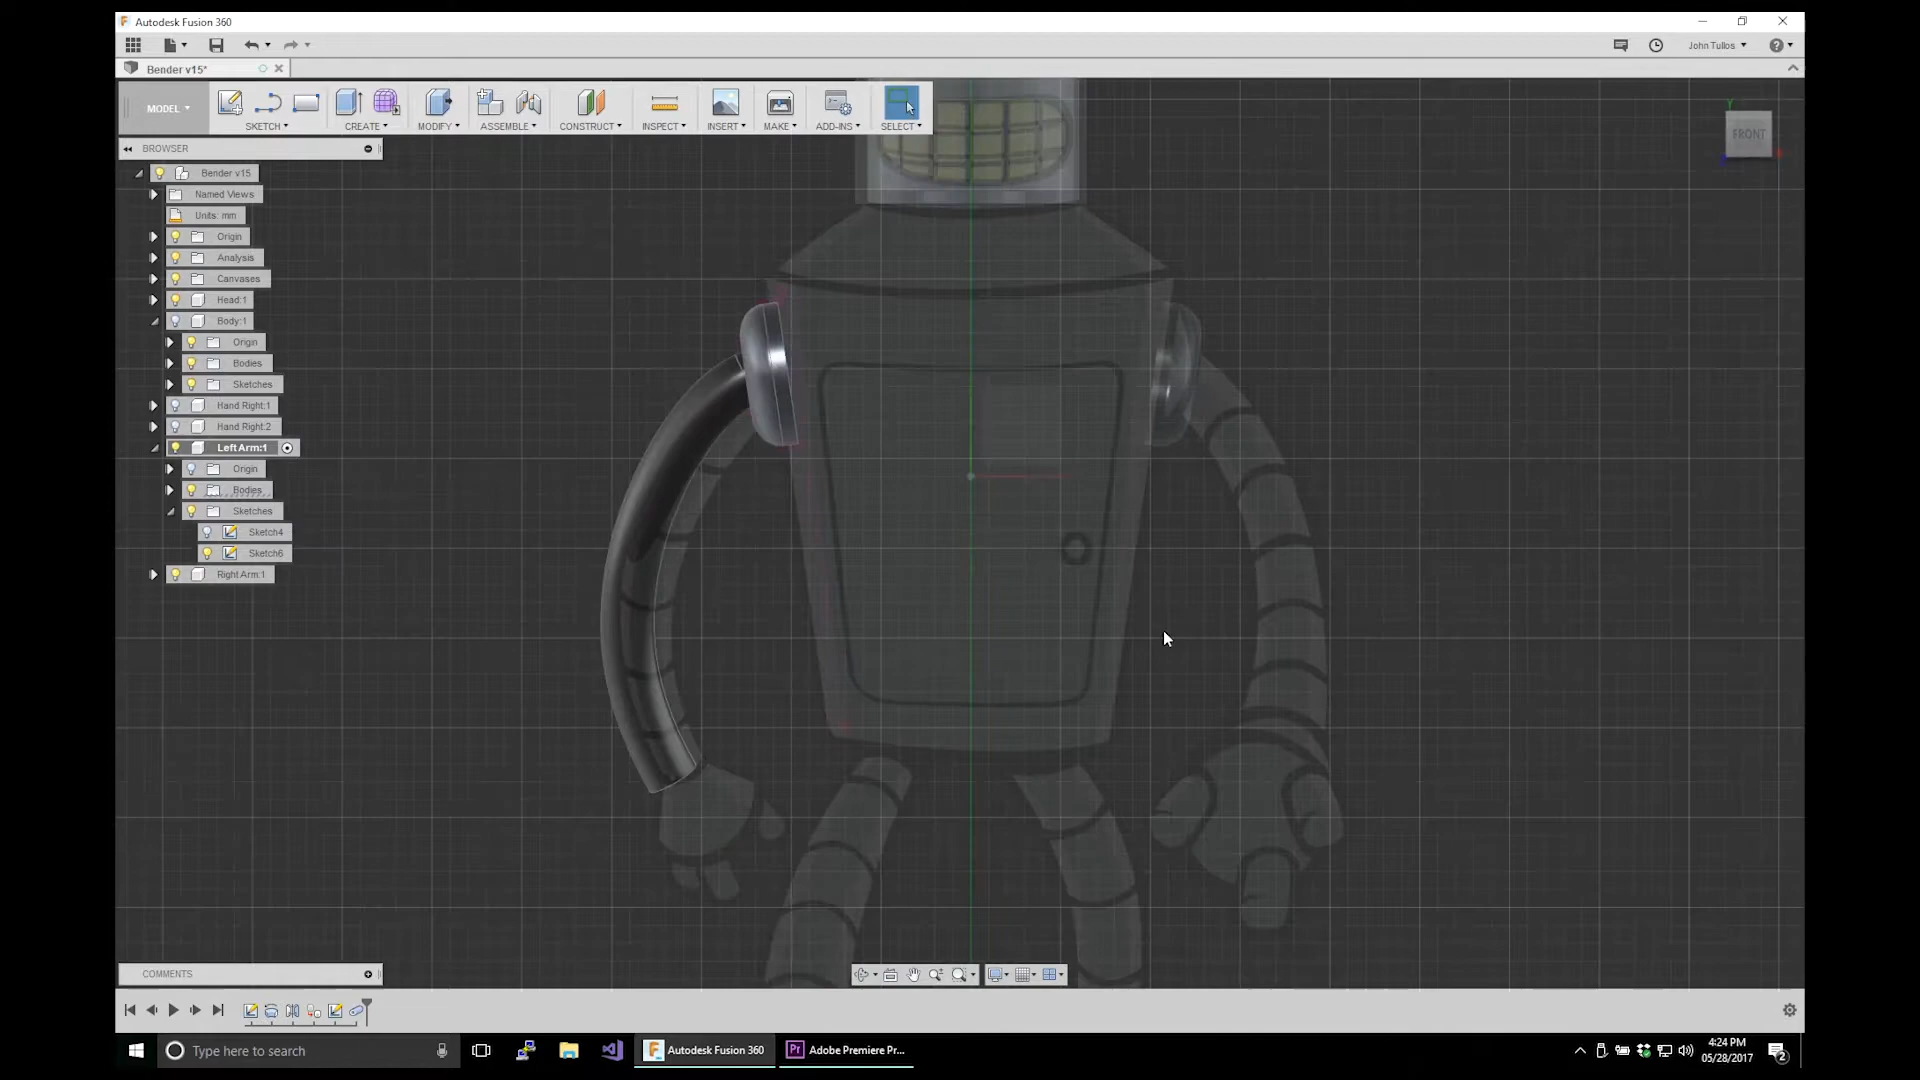 Autodesk Fusion 360
John Tullos
Bender v15*
MODEL
SKETCH
CREATE
MODIFY
ASSEMBLE
CONSTRUCT
INSPECT
INSERT
MAKE
ADD-INS
SELECT
FRONT
BROWSER
Bender v15
Named Views
Units: mm
Origin
Analysis
Canvases
Head:1
Body:1
Origin
Bodies
Sketches
Hand Right:1
Hand Right:2
Left Arm:1
Origin
Bodies
Sketches
Sketch4
Sketch6
Right Arm:1
COMMENTS
Type here to search
Autodesk Fusion 360
Adobe Premiere Pr...
4:24 PM
05/28/2017
2